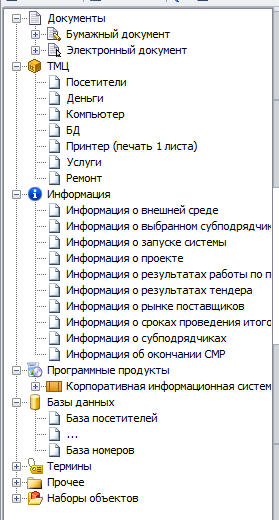 Документы
Бумажный документ
Электронный документ
ТМЦ
Посетители
Деньги
Компьютер
БД
Принтер (печать 1 листа)
Услуги
Ремонт
Информация
Информация о внешней среде
Информация о выбранном субподрядчик
Информация о запуске системы
Информация о проекте
Информация о результатах работы по п
Информация о результатах тендера
Информация о рынке поставщиков
Информация о сроках проведения итого
Информация о субподрядчиках
Информация об окончании СМР
Программные продукты
Корпоративная информационная систем
Базы данных
База посетителей
...
База номеров
Термины
Прочее
Наборы объектов